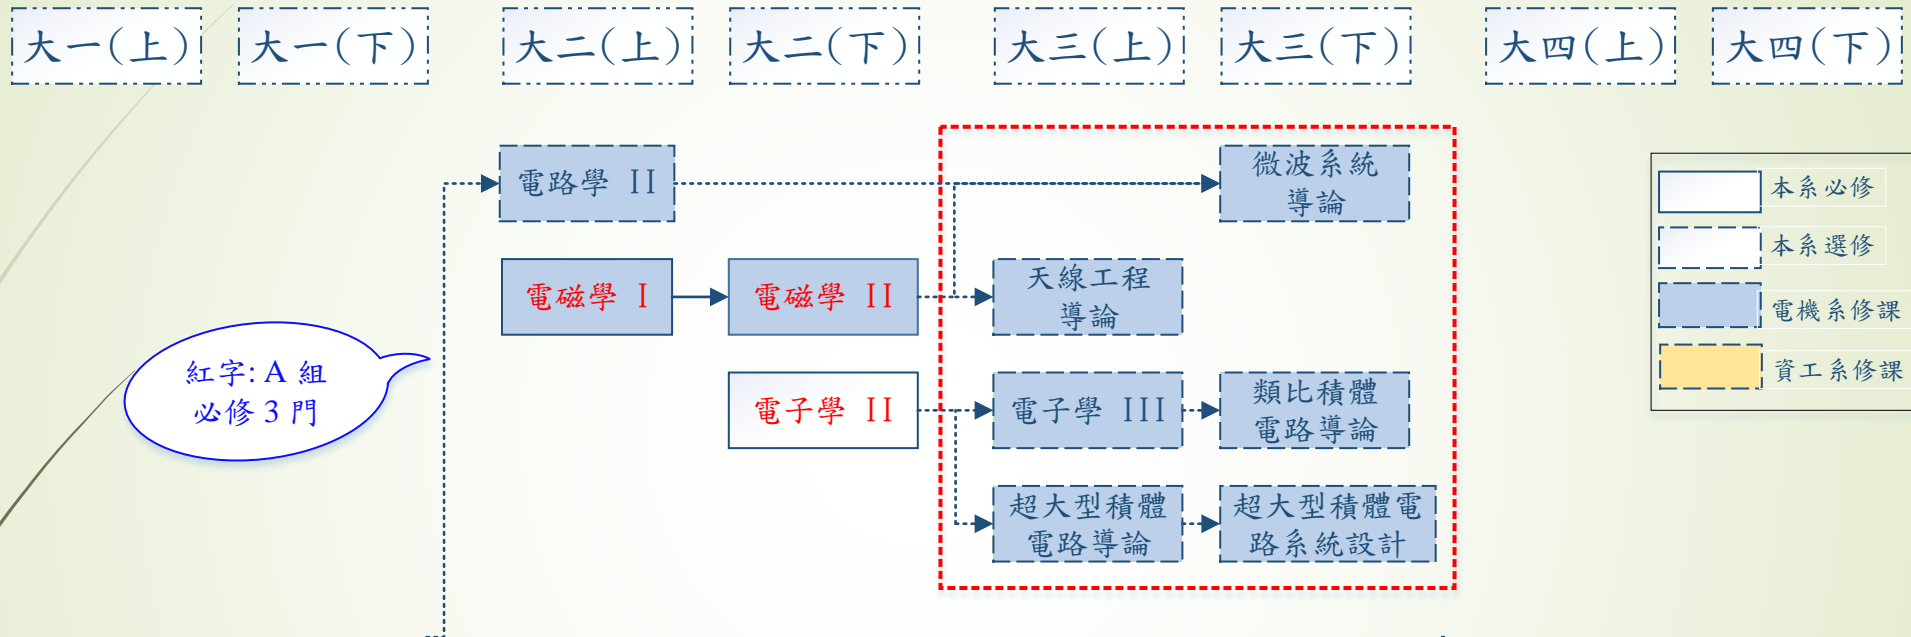 大一(上)
大一(下)
大二(上)
大二(下)
大三(上)
大三(下)
大四(上)
大四(下)
電路學 II
微波系統
導論
電磁學 I
電磁學 II
天線工程
導論
紅字: A 組
必修 3 門
電子學 II
電子學 III
類比積體
電路導論
超大型積體
電路導論
超大型積體電
路系統設計
本系必修
本系選修
電機系修課
資工系修課